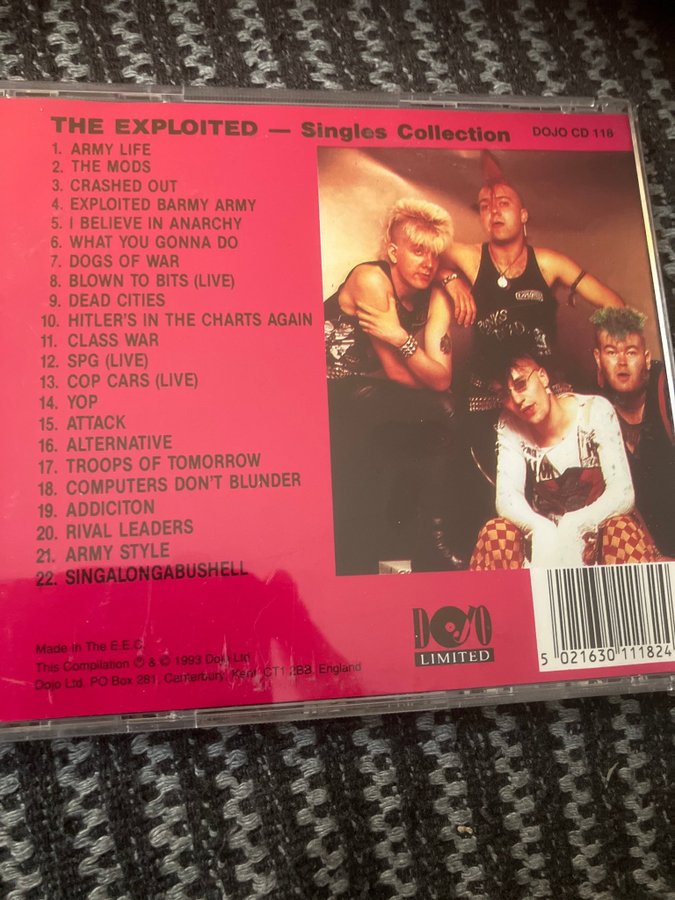 THE EXPLOITED — Singles Collection DOJO CD 118
1. ARMY LIFE
2. THE MODS
3. CRASHED OUT
4. EXPLOITED BARMY ARMY
5. I BELIEVE IN ANARCHY
6. WHAT YOU GONNA DO
7. DOGS OF WAR
8. BLOWN TO BITS (LIVE)
9. DEAD CITIES
10. HITLER'S IN THE CHARTS AGAIN
11. CLASS WAR
12. SPG (LIVE)
13. COP CARS (LIVE)
14. YOP
15. ATTACK
16. ALTERNATIVE
17. TROOPS OF TOMORROW
18. COMPUTERS DON'T BLUNDER
19. ADDICITON
20. RIVAL LEADERS
21. ARMY STYLE
22. SINGALONGABUSHELL
Made In The E.E.C.
This Compilation ℗ & © 1993 Dojo Ltd
Dojo Ltd. PO Box 281, Canterbury, Kent CT1 2BB, England
DOJO
LIMITED
5 021630 111824